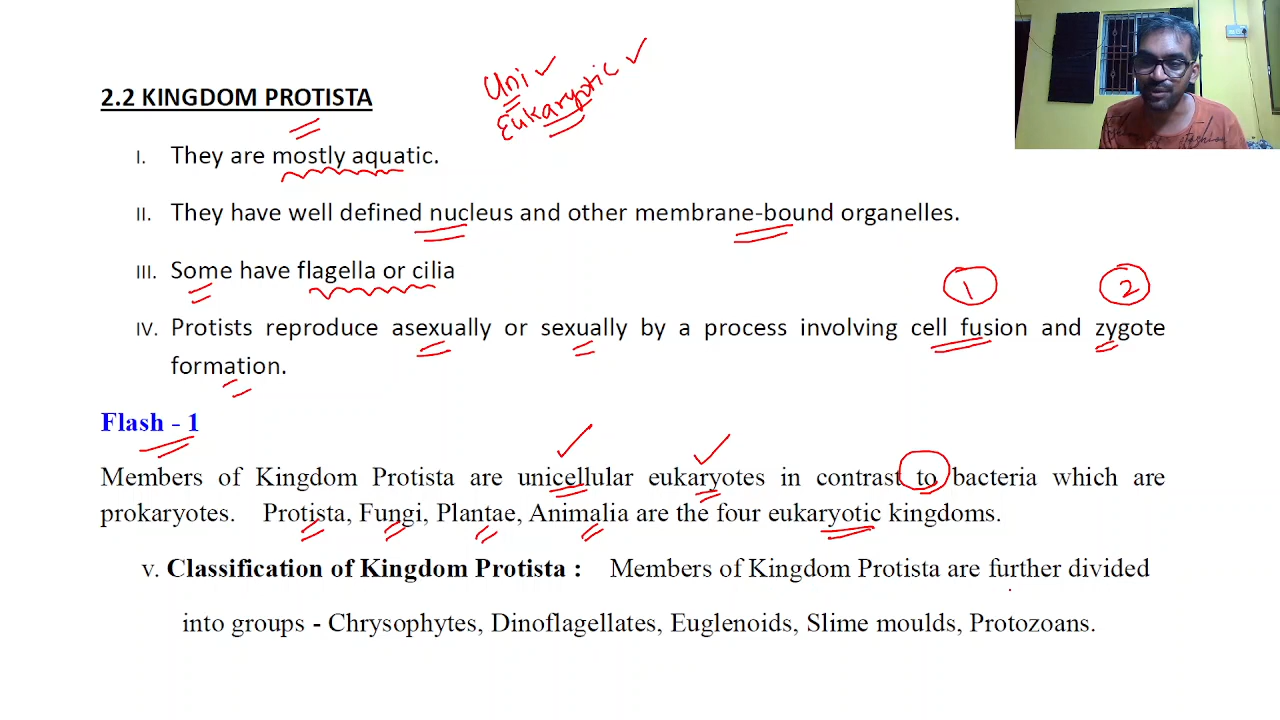 Uni
Eukaryotic
2.2 KINGDOM PROTISTA
I. They are mostly aquatic.
II. They have well defined nucleus and other membrane-bound organelles.
III. Some have flagella or cilia
1 2
IV. Protists reproduce asexually or sexually by a process involving cell fusion and zygote
formation.
Flash - 1
Members of Kingdom Protista are unicellular eukaryotes in contrast to bacteria which are
prokaryotes. Protista, Fungi, Plantae, Animalia are the four eukaryotic kingdoms.
v. Classification of Kingdom Protista : Members of Kingdom Protista are further divided
into groups - Chrysophytes, Dinoflagellates, Euglenoids, Slime moulds, Protozoans.